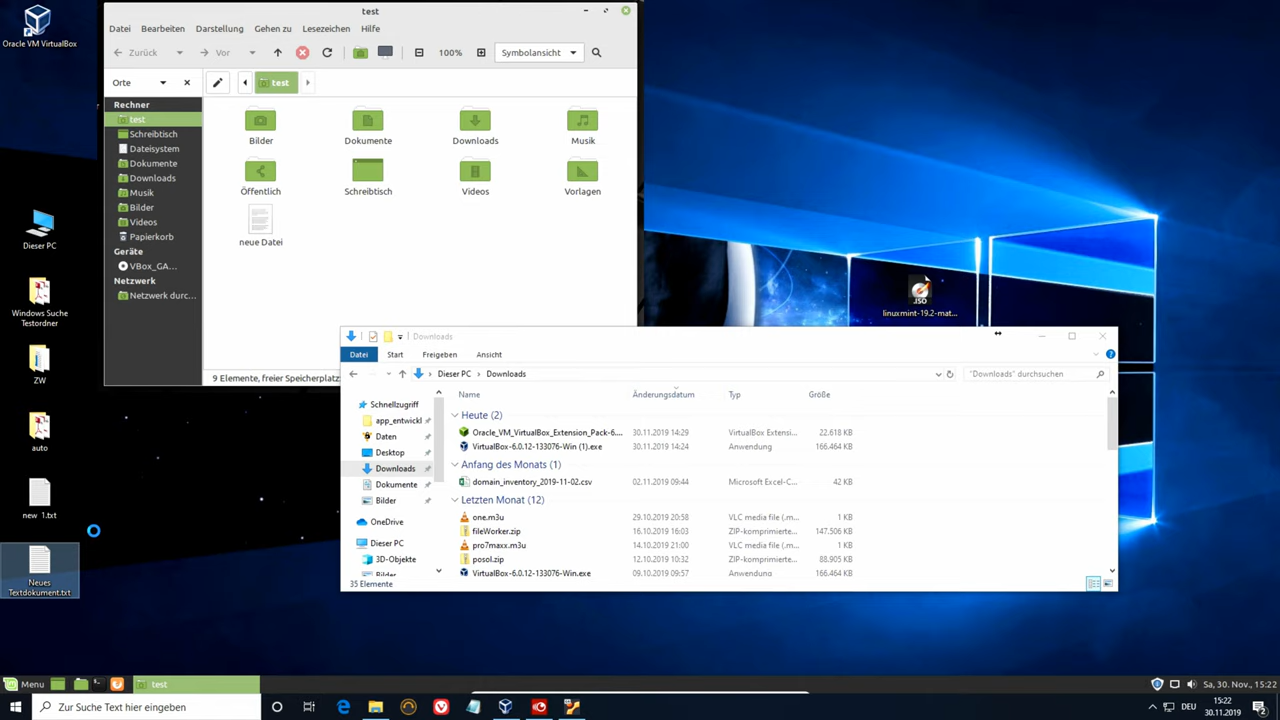 Oracle VM VirtualBox
Dieser PC
Windows Suche
Testordner
ZW
auto
new_1.txt
Neues
Textdokument.txt
test
Datei Bearbeiten Darstellung Gehen zu Lesezeichen Hilfe
Zurück Vor 100% Symbolansicht
Orte test
Rechner
test
Schreibtisch
Dateisystem
Dokumente
Downloads
Musik
Bilder
Videos
Papierkorb
Geräte
VBox_GA...
Netzwerk
Netzwerk durc...
Bilder Dokumente Downloads Musik
Öffentlich Schreibtisch Videos Vorlagen
neue Datei
9 Elemente, freier Speicherplatz:
.ISO
linuxmint-19.2-mat...
Downloads
Datei Start Freigeben Ansicht
Dieser PC Downloads "Downloads" durchsuchen
Name Änderungsdatum Typ Größe
Schnellzugriff
app_entwickl
Daten
Desktop
Downloads
Dokumente
Bilder
OneDrive
Dieser PC
3D-Objekte
Bilder
Heute (2)
Oracle_VM_VirtualBox_Extension_Pack-6.... 30.11.2019 14:29 VirtualBox Extensi... 22.618 KB
VirtualBox-6.0.12-133076-Win (1).exe 30.11.2019 14:24 Anwendung 166.464 KB
Anfang des Monats (1)
domain_inventory_2019-11-02.csv 02.11.2019 09:44 Microsoft Excel-C... 42 KB
Letzten Monat (12)
one.m3u 29.10.2019 20:58 VLC media file (.m... 1 KB
fileWorker.zip 16.10.2019 16:03 ZIP-komprimierte... 147.506 KB
pro7maxx.m3u 14.10.2019 21:00 VLC media file (.m... 1 KB
posol.zip 12.10.2019 10:32 ZIP-komprimierte... 88.905 KB
VirtualBox-6.0.12-133076-Win.exe 09.10.2019 09:57 Anwendung 166.464 KB
35 Elemente
Menu test Sa, 30. Nov., 15:22
Zur Suche Text hier eingeben DEU 15:22
30.11.2019 2